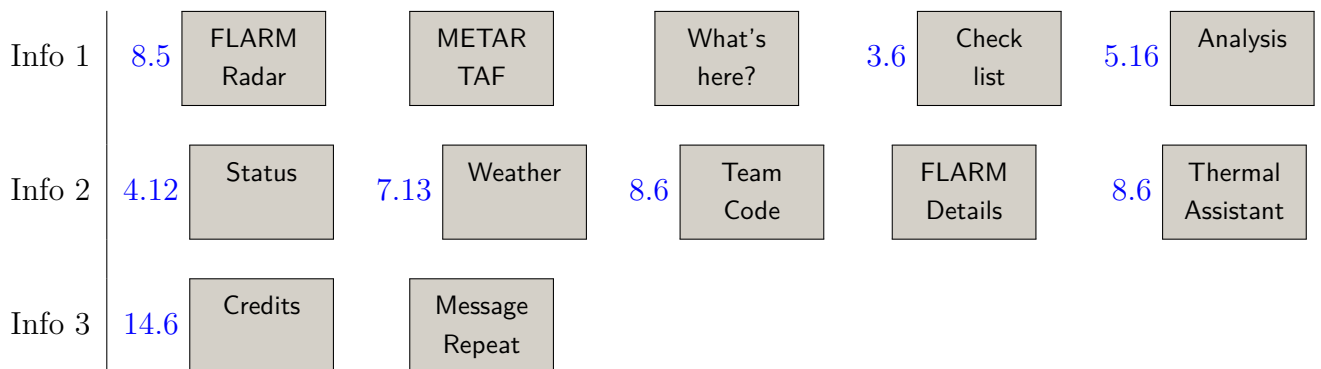 Info 1 8.5 FLARM Radar METAR TAF What's here? 3.6 Check list 5.16 Analysis
Info 2 4.12 Status 7.13 Weather 8.6 Team Code FLARM Details 8.6 Thermal Assistant
Info 3 14.6 Credits Message Repeat